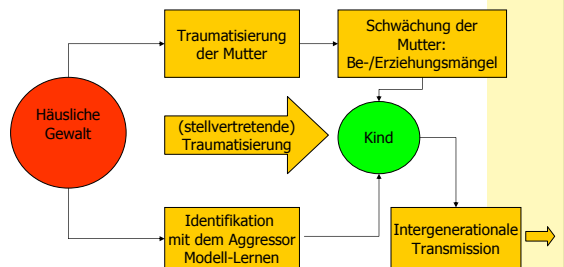 Häusliche
Gewalt
Traumatisierung
der Mutter
Schwächung der
Mutter:
Be-/Erziehungsmängel
(stellvertretende)
Traumatisierung
Kind
Identifikation
mit dem Aggressor
Modell-Lernen
Intergenerationale
Transmission